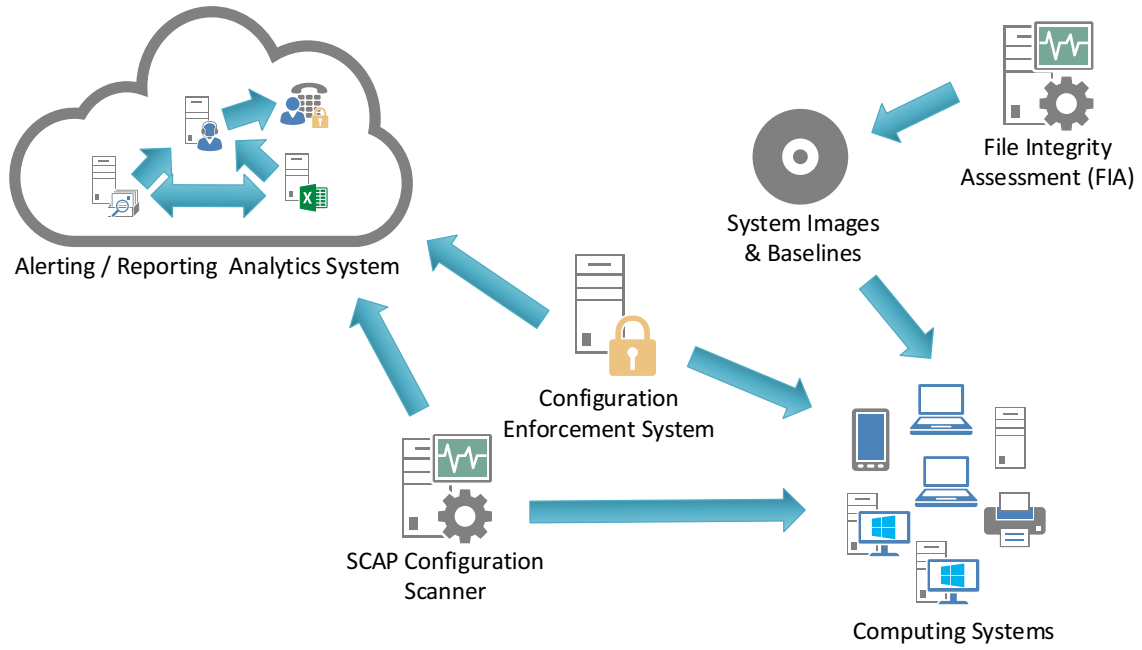 File Integrity
Assessment (FIA)
System Images
& Baselines
Alerting / Reporting Analytics System
Configuration
Enforcement System
SCAP Configuration
Scanner
Computing Systems
X